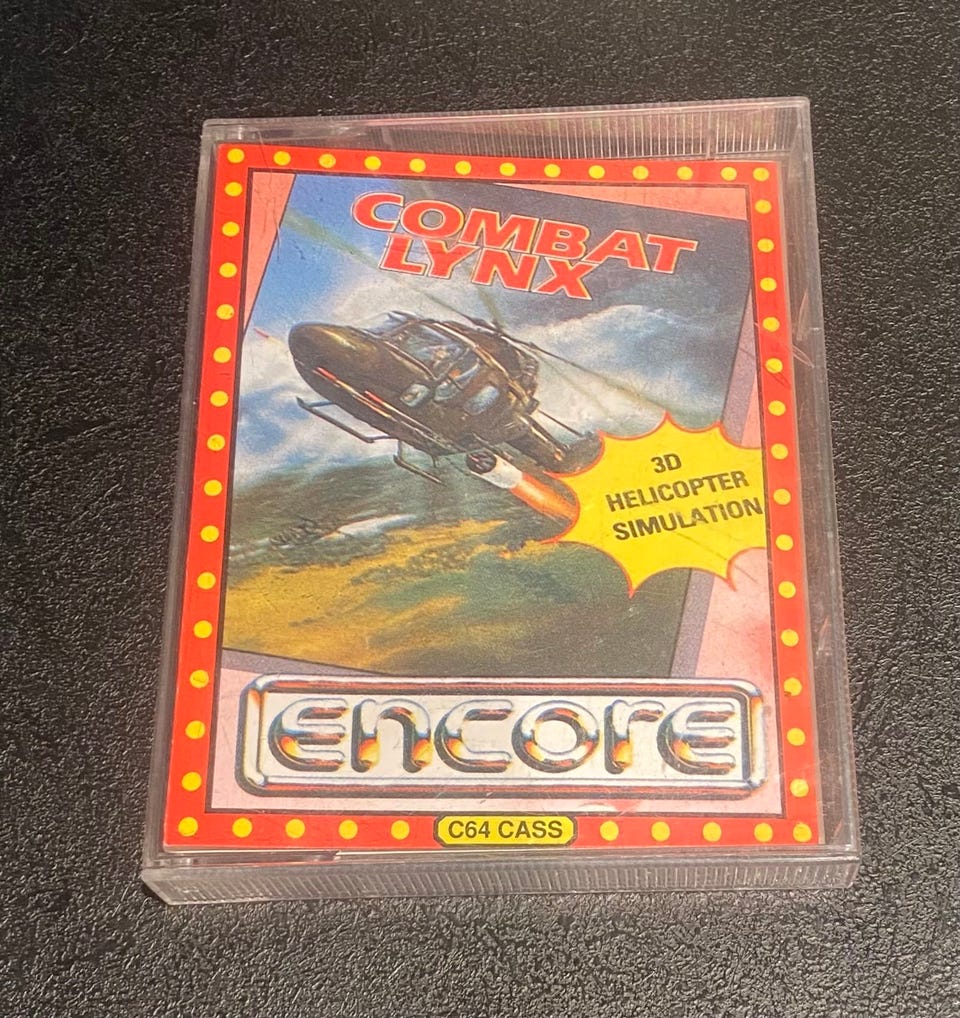 COMBAT
LYNX
3D
HELICOPTER
SIMULATION
encore
C64 CASS